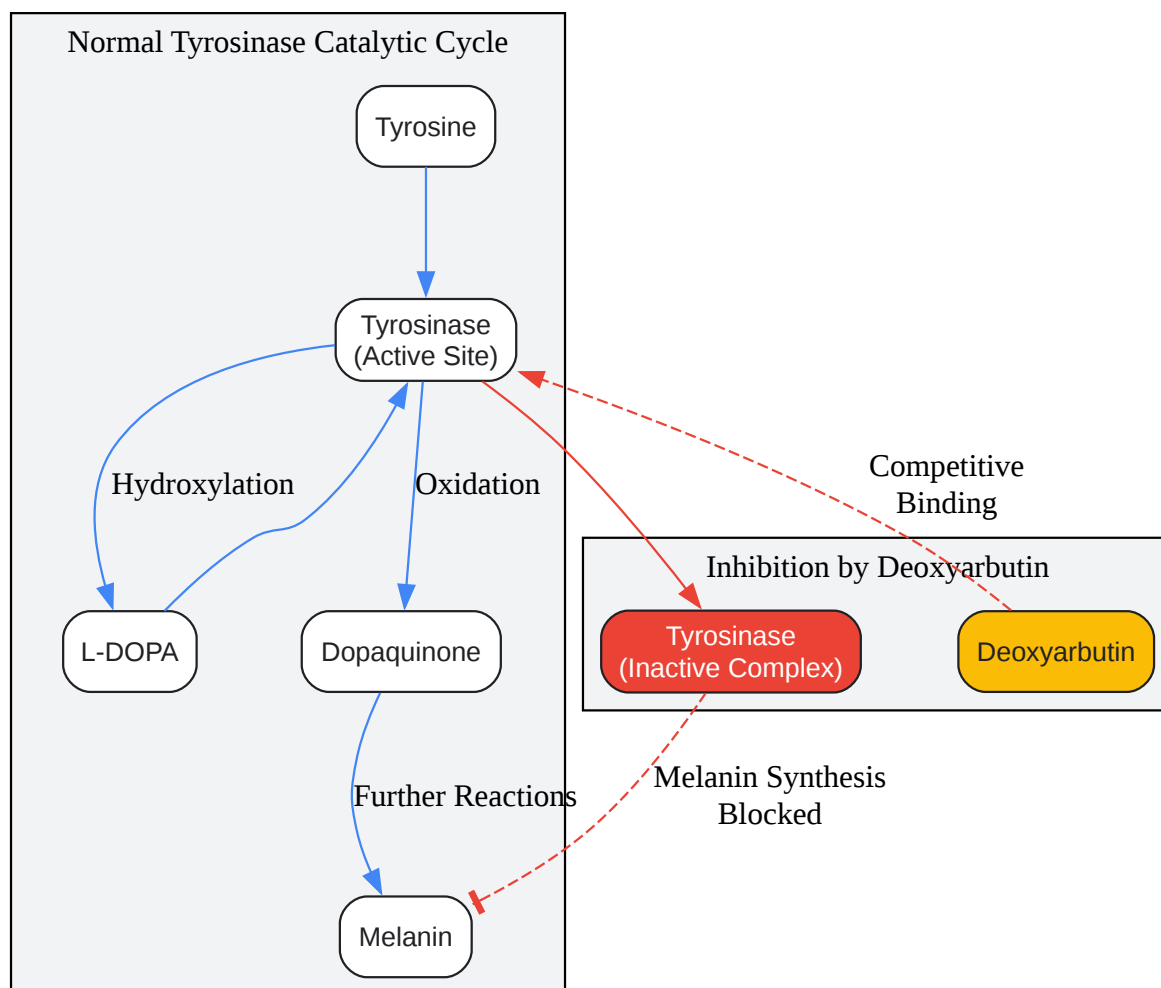 Normal Tyrosinase Catalytic Cycle
Tyrosine
Tyrosinase
(Active Site)
Hydroxylation
Oxidation
Competitive
Binding
Inhibition by Deoxyarbutin
L-DOPA
Dopaquinone
Tyrosinase
(Inactive Complex)
Deoxyarbutin
Further Reactions
Melanin Synthesis
Blocked
Melanin